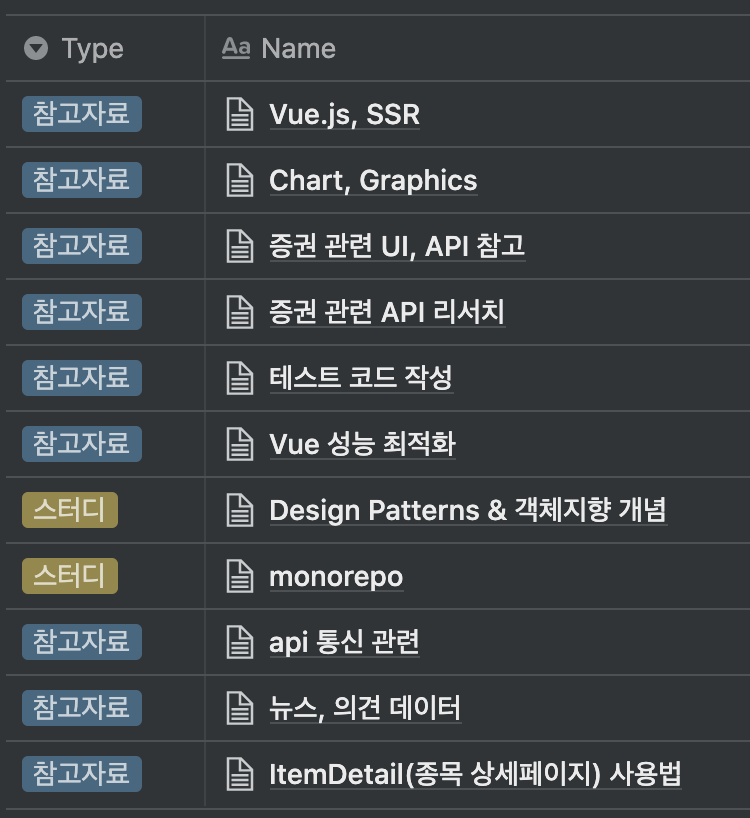 Type Aa Name
참고자료 Vue.js, SSR
참고자료 Chart, Graphics
참고자료 증권 관련 UI, API 참고
참고자료 증권 관련 API 리서치
참고자료 테스트 코드 작성
참고자료 Vue 성능 최적화
스터디 Design Patterns & 객체지향 개념
스터디 monorepo
참고자료 api 통신 관련
참고자료 뉴스, 의견 데이터
참고자료 ItemDetail(종목 상세페이지) 사용법